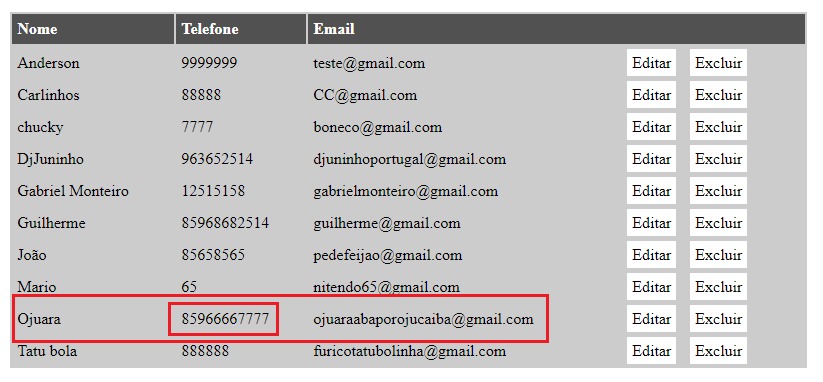 Nome Telefone Email
Anderson 9999999 teste@gmail.com Editar Excluir
Carlinhos 88888 CC@gmail.com Editar Excluir
chucky 7777 boneco@gmail.com Editar Excluir
DjJuninho 963652514 djuninhoportugal@gmail.com Editar Excluir
Gabriel Monteiro 12515158 gabrielmonteiro@gmail.com Editar Excluir
Guilherme 85968682514 guilherme@gmail.com Editar Excluir
João 85658565 pedefeijao@gmail.com Editar Excluir
Mario 65 nitendo65@gmail.com Editar Excluir
Ojuara 85966667777 ojuaraabaporojucaiba@gmail.com Editar Excluir
Tatu bola 888888 furicotatubolinha@gmail.com Editar Excluir